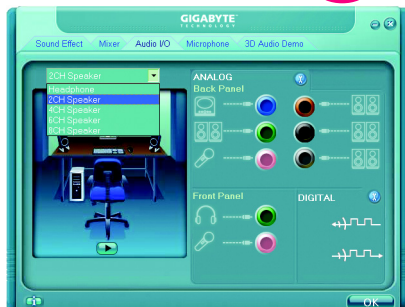 GIGABYTE
TECHNOLOGY
Sound Effect
Mixer
Audio I/O
Microphone
3D Audio Demo
2CH Speaker
Headphone
2CH Speaker
4CH Speaker
6CH Speaker
8CH Speaker
ANALOG
Back Panel
Front Panel
DIGITAL
OK